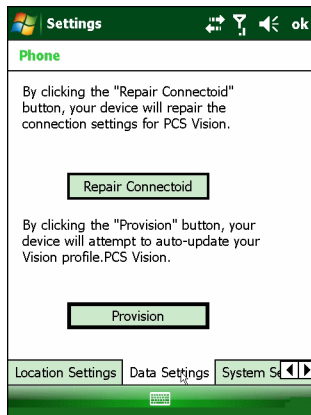 Settings
ok
Phone
By clicking the "Repair Connectoid"
button, your device will repair the
connection settings for PCS Vision.
Repair Connectoid
By clicking the "Provision" button, your
device will attempt to auto-update your
Vision profile.PCS Vision.
Provision
Location Settings Data Settings System Se